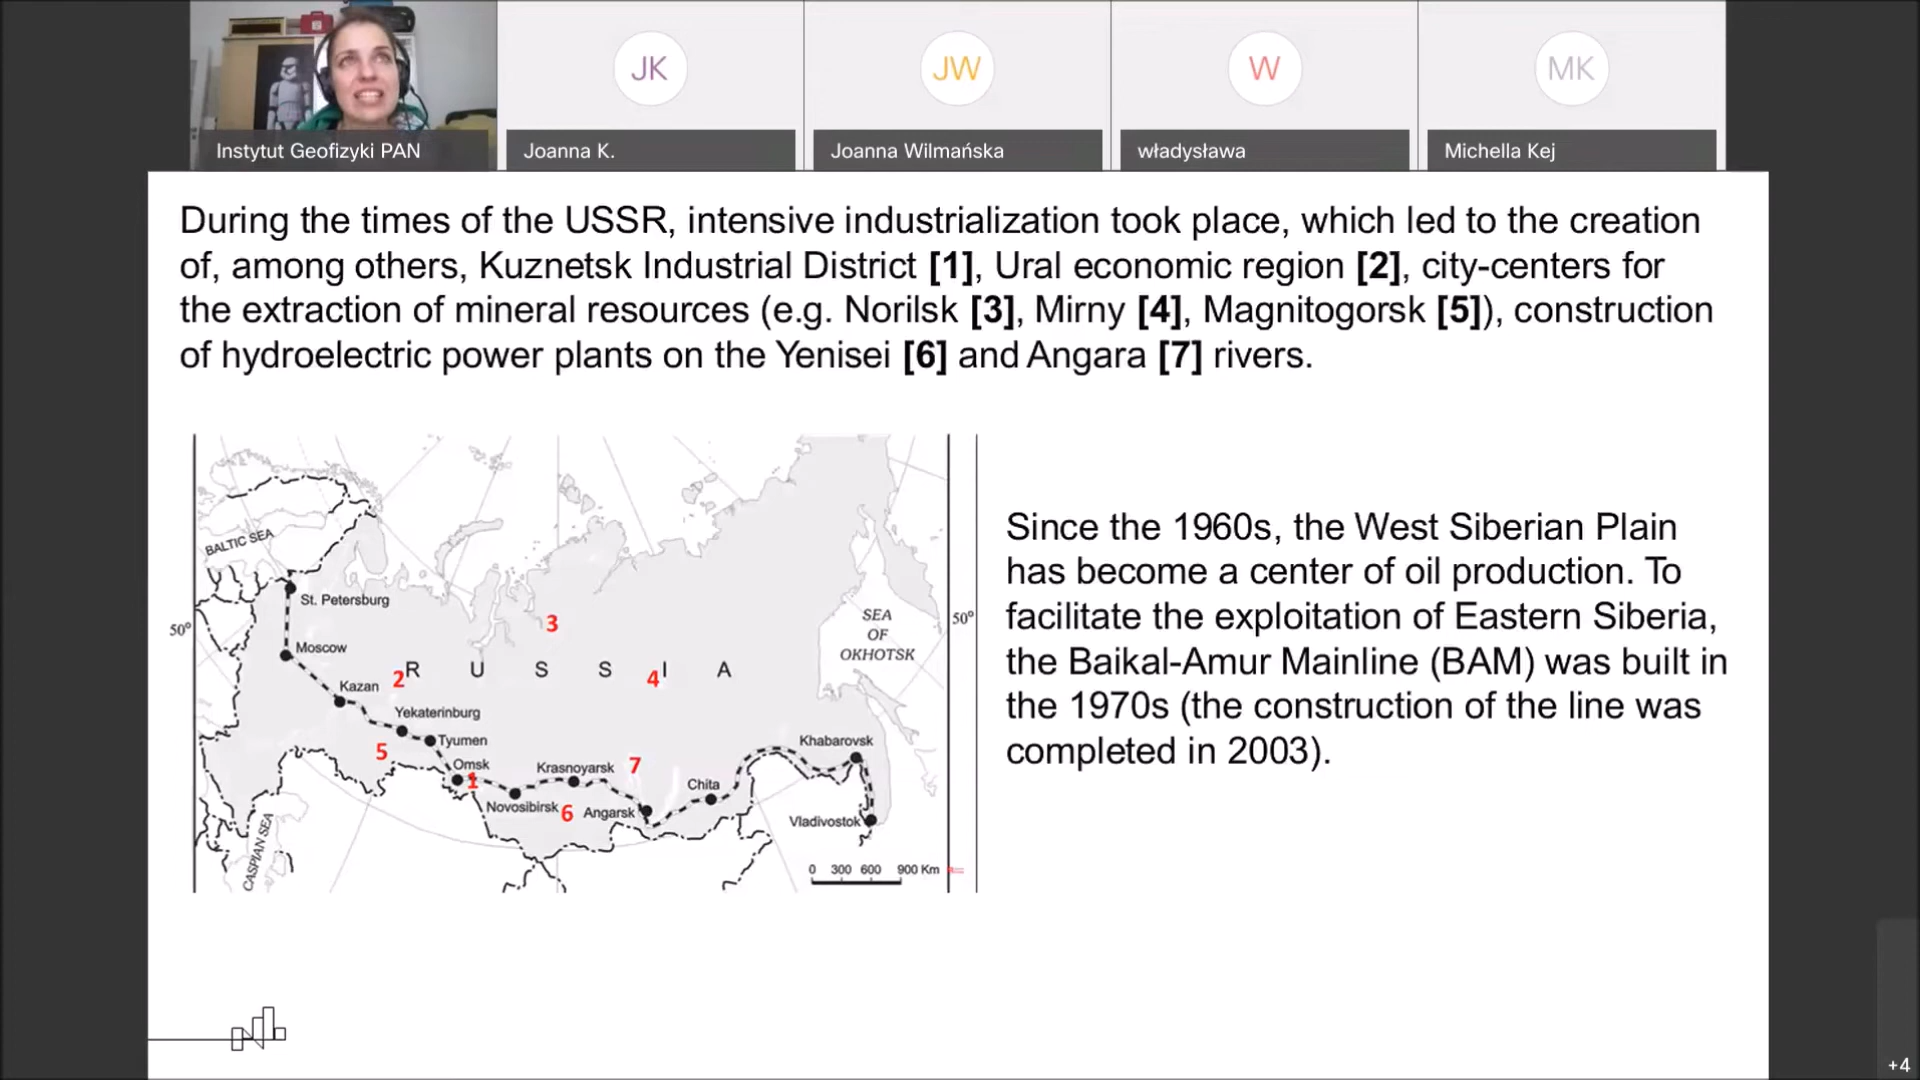 JK
JW
W
MK
Instytut Geofizyki PAN
Joanna K.
Joanna Wilmańska
władysława
Michella Kej
During the times of the USSR, intensive industrialization took place, which led to the creation
of, among others, Kuznetsk Industrial District [1], Ural economic region [2], city-centers for
the extraction of mineral resources (e.g. Norilsk [3], Mirny [4], Magnitogorsk [5]), construction
of hydroelectric power plants on the Yenisei [6] and Angara [7] rivers.
BALTIC SEA
St. Petersburg
50°
Moscow
3
2
R U S S I A
4
Kazan
Yekaterinburg
5
Tyumen
Omsk
1
Krasnoyarsk
7
Novosibirsk
6
Angarsk
Chita
Khabarovsk
Vladivostok
SEA
OF
OKHOTSK
50°
CASPIAN SEA
0 300 600 900 Km
Since the 1960s, the West Siberian Plain
has become a center of oil production. To
facilitate the exploitation of Eastern Siberia,
the Baikal-Amur Mainline (BAM) was built in
the 1970s (the construction of the line was
completed in 2003).
+4